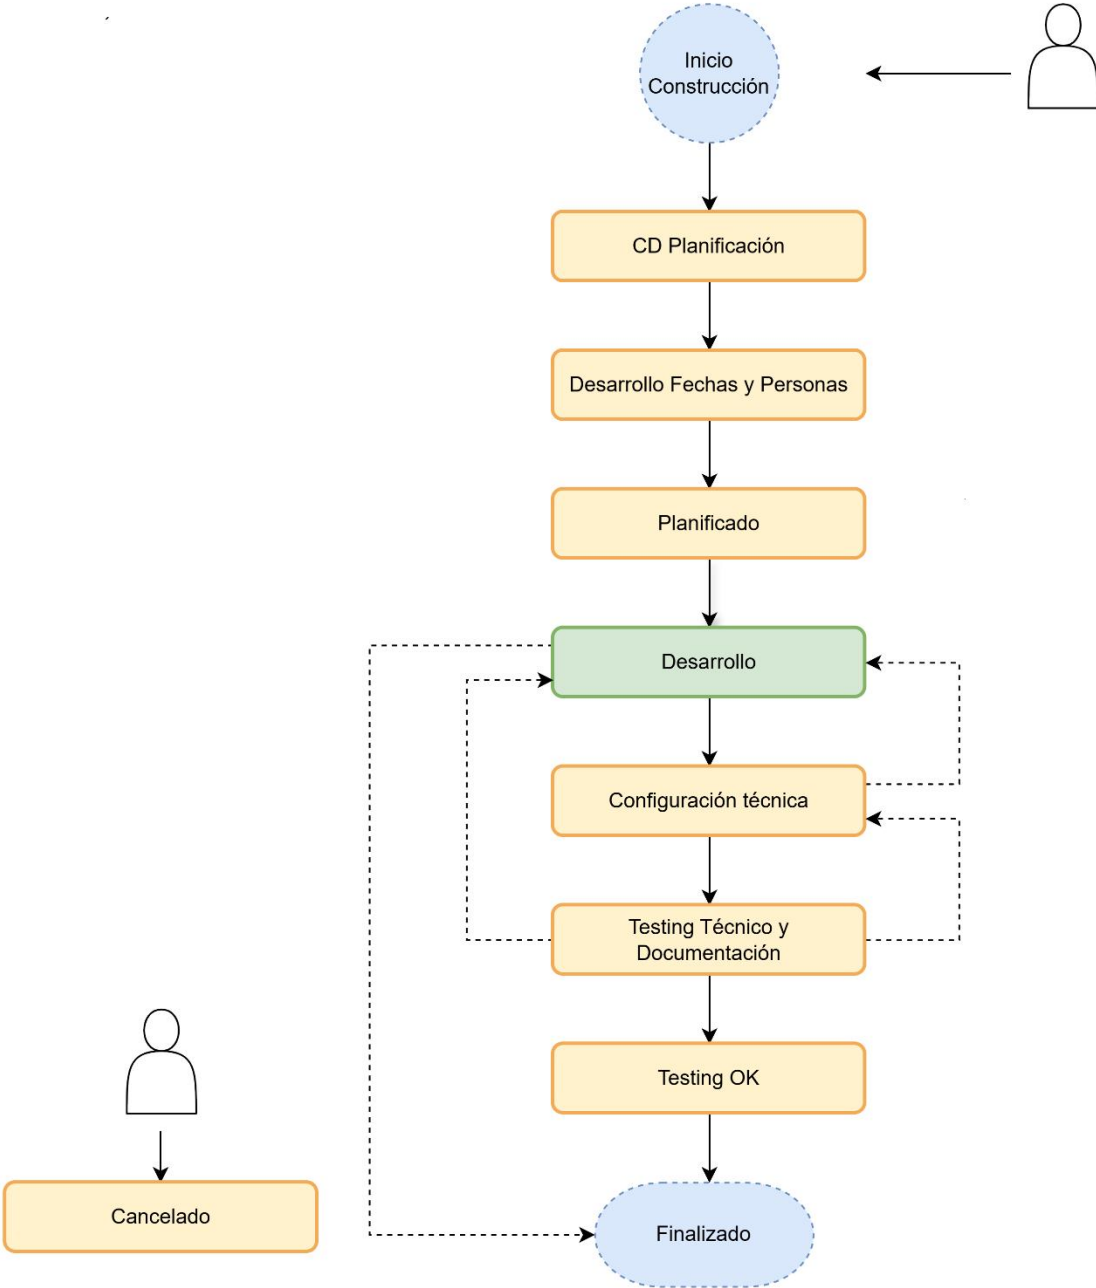 Inicio
Construcción
CD Planificación
Desarrollo Fechas y Personas
Planificado
Desarrollo
Configuración técnica
Testing Técnico y
Documentación
Testing OK
Cancelado
Finalizado